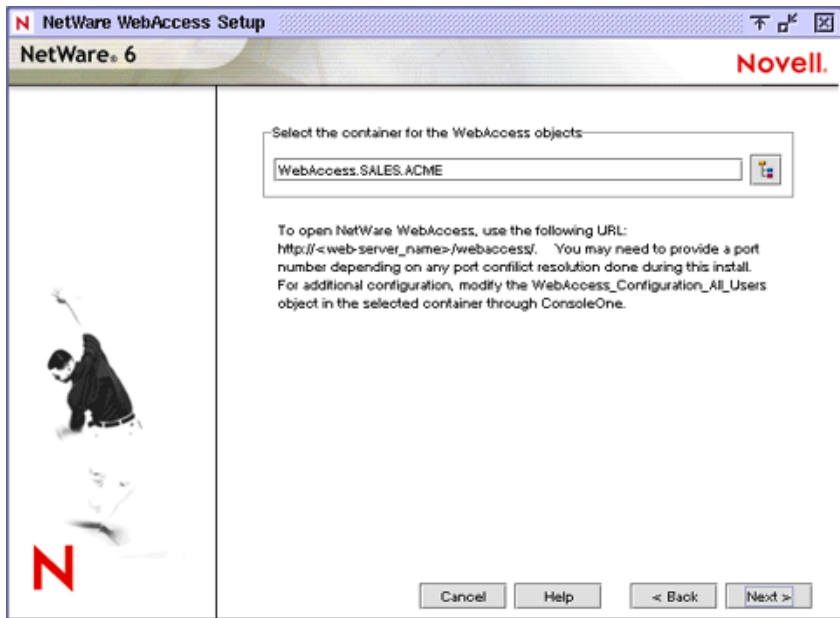 N NetWare WebAccess Setup
NetWare® 6
Novell.
Select the container for the WebAccess objects
WebAccess.SALES.ACME
To open NetWare WebAccess, use the following URL:
http://<web-server_name>/webaccess/. You may need to provide a port
number depending on any port confilict resolution done during this install.
For additional configuration, modify the WebAccess_Configuration_All_Users
object in the selected container through ConsoleOne.
N
Cancel Help < Back Next >